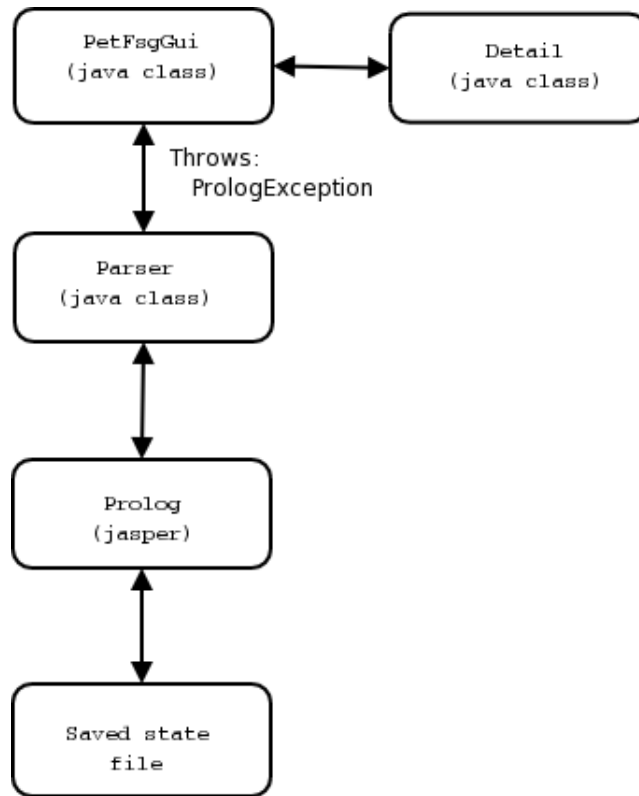 PetFsgGui
(java class)
Detail
(java class)
Throws:
PrologException
Parser
(java class)
Prolog
(jasper)
Saved state
file